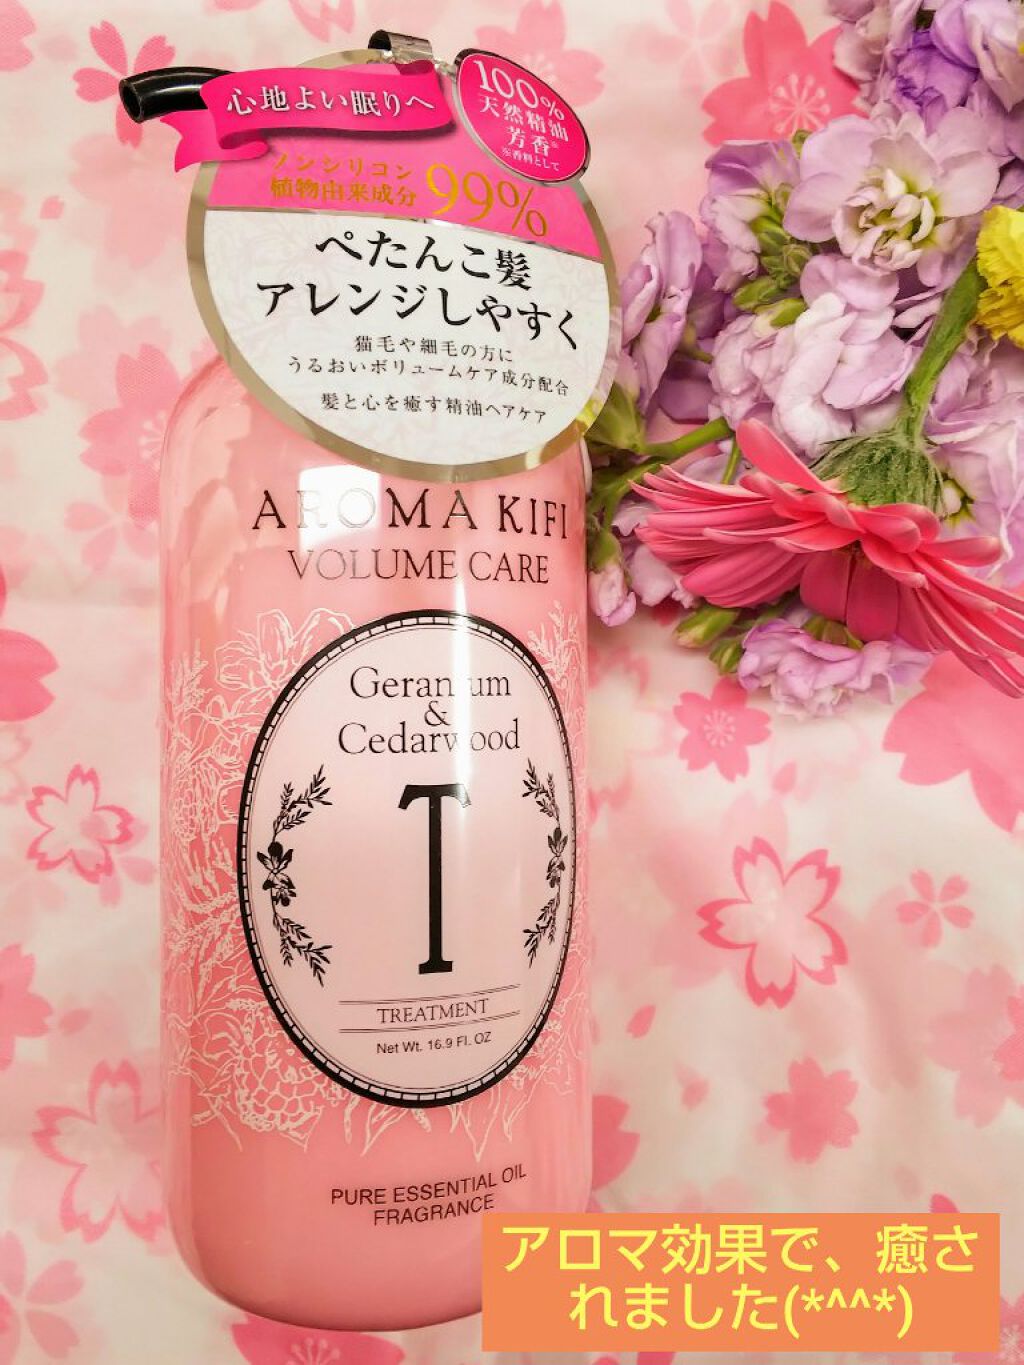 心地よい眠りへ
100%
天然精油
芳香※
※香料として
ノンシリコン
植物由来成分 99%
ぺたんこ髪
アレンジしやすく
猫毛や細毛の方に
うるおいボリュームケア成分配合
髪と心を癒す精油ヘアケア
AROMA KIFI
VOLUME CARE
Geranium
&
Cedarwood
T
TREATMENT
Net Wt. 16.9 Fl. OZ
PURE ESSENTIAL OIL
FRAGRANCE
アロマ効果で、癒さ
れました(*^^*)